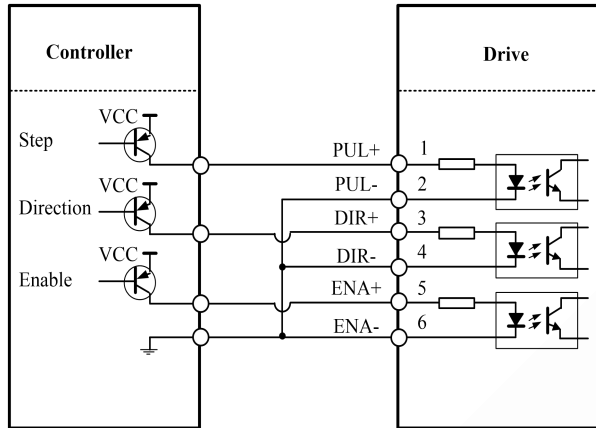 Controller
Drive
VCC
Step
PUL+ 1
PUL- 2
VCC
Direction
DIR+ 3
DIR- 4
VCC
Enable
ENA+ 5
ENA- 6